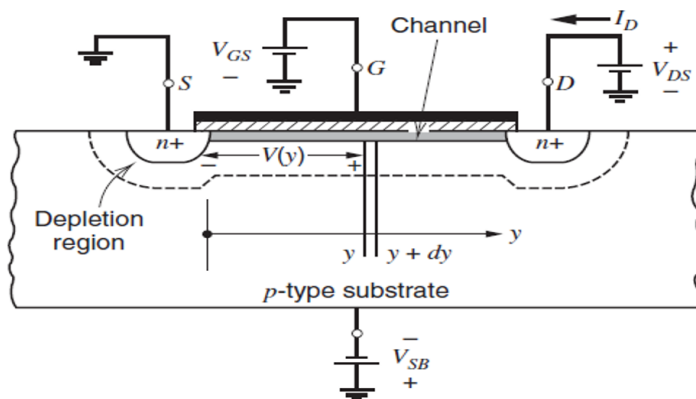 Channel
I_D
V_GS
–
G
S
D
+
V_DS
–
n+
n+
– V(y) +
Depletion
region
y
y y + dy
p-type substrate
–
V_SB
+